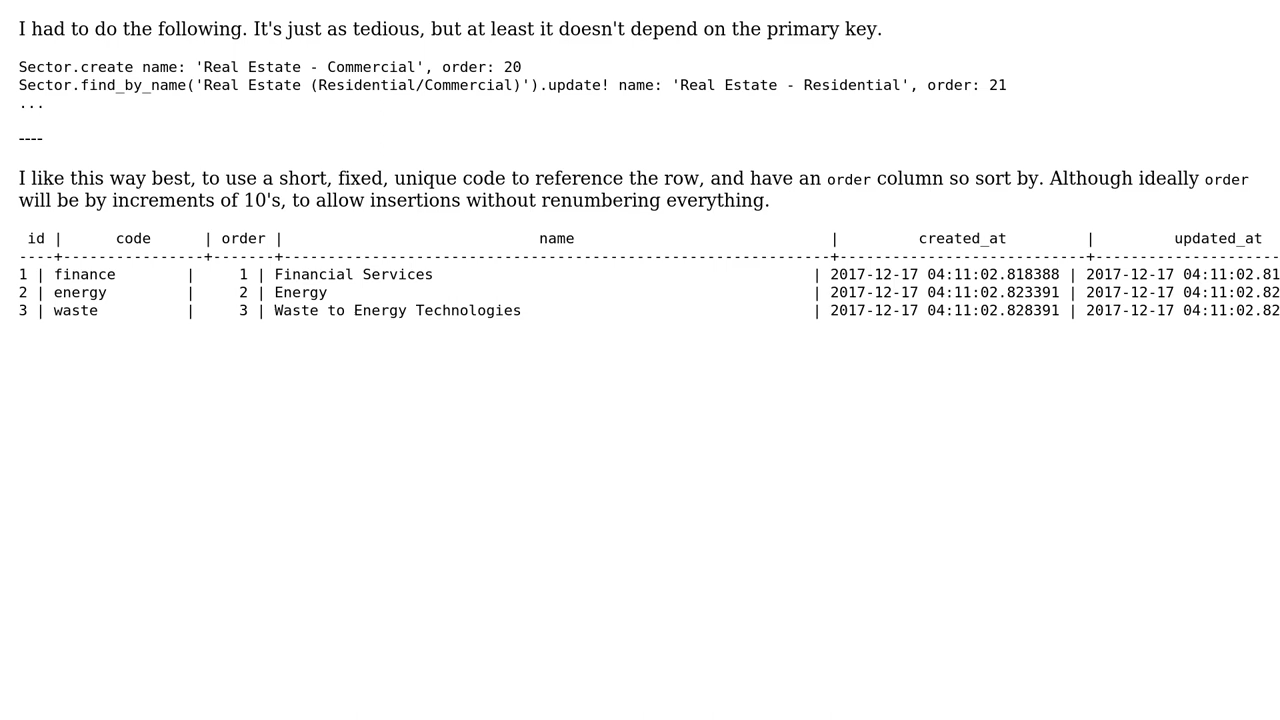 I had to do the following. It's just as tedious, but at least it doesn't depend on the primary key.
Sector.create name: 'Real Estate - Commercial', order: 20
Sector.find_by_name('Real Estate (Residential/Commercial)').update! name: 'Real Estate - Residential', order: 21
...
----
I like this way best, to use a short, fixed, unique code to reference the row, and have an order column so sort by. Although ideally order
will be by increments of 10's, to allow insertions without renumbering everything.
 id |      code      | order |                             name                             |         created_at         |         updated_at
----+----------------+-------+--------------------------------------------------------------+----------------------------+---------------------
1 | finance        |     1 | Financial Services                                           | 2017-12-17 04:11:02.818388 | 2017-12-17 04:11:02.81
2 | energy         |     2 | Energy                                                       | 2017-12-17 04:11:02.823391 | 2017-12-17 04:11:02.82
3 | waste          |     3 | Waste to Energy Technologies                                 | 2017-12-17 04:11:02.828391 | 2017-12-17 04:11:02.82